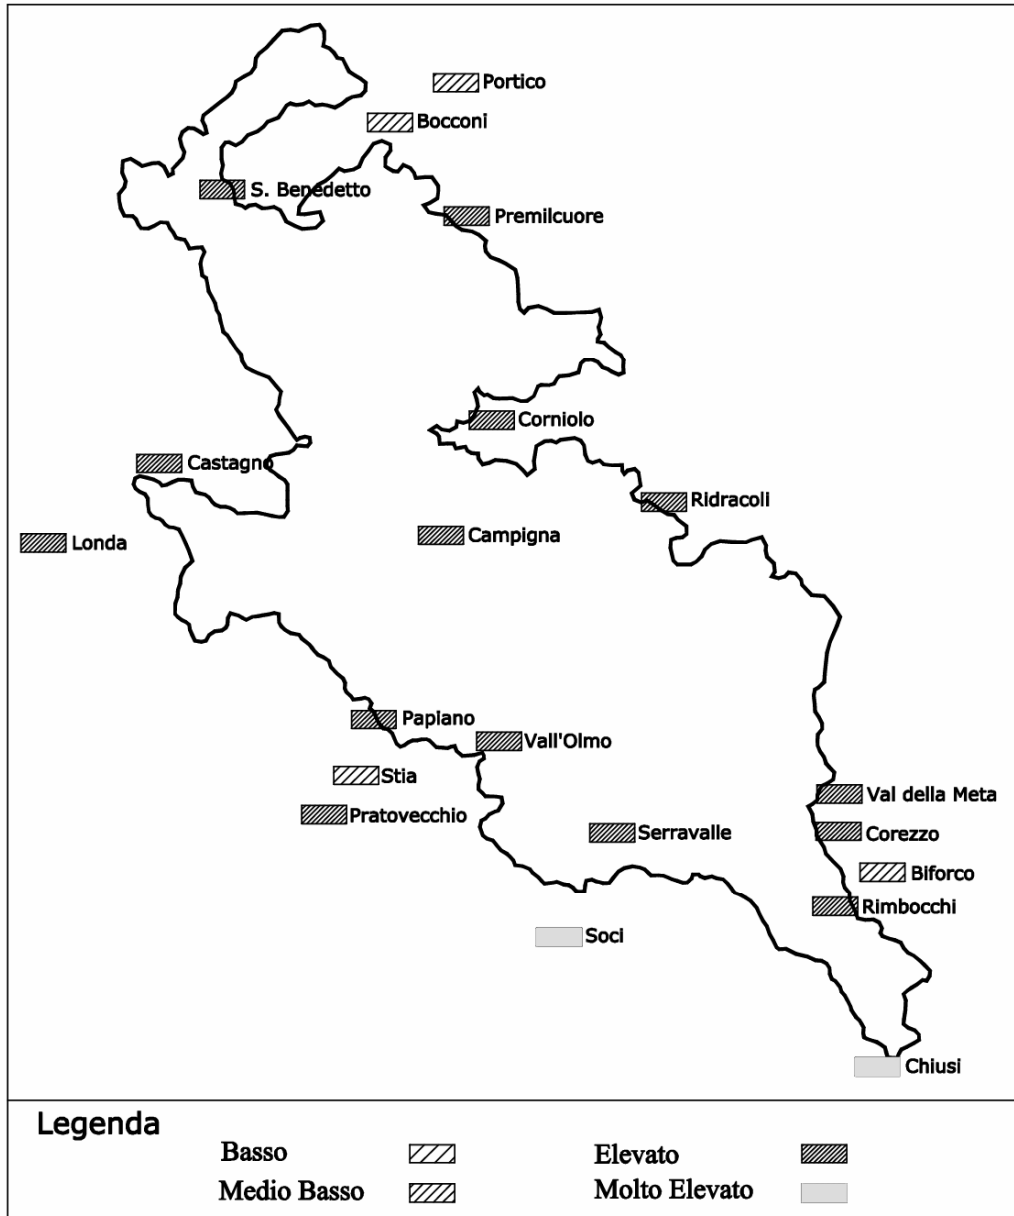 Portico
Bocconi
S. Benedetto
Premilcuore
Corniolo
Castagno
Ridracoli
Londa
Campigna
Papiano
Vall'Olmo
Stia
Val della Meta
Pratovecchio
Serravalle
Corezzo
Biforco
Rimbocchi
Soci
Chiusi
Legenda
Basso
Elevato
Medio Basso
Molto Elevato